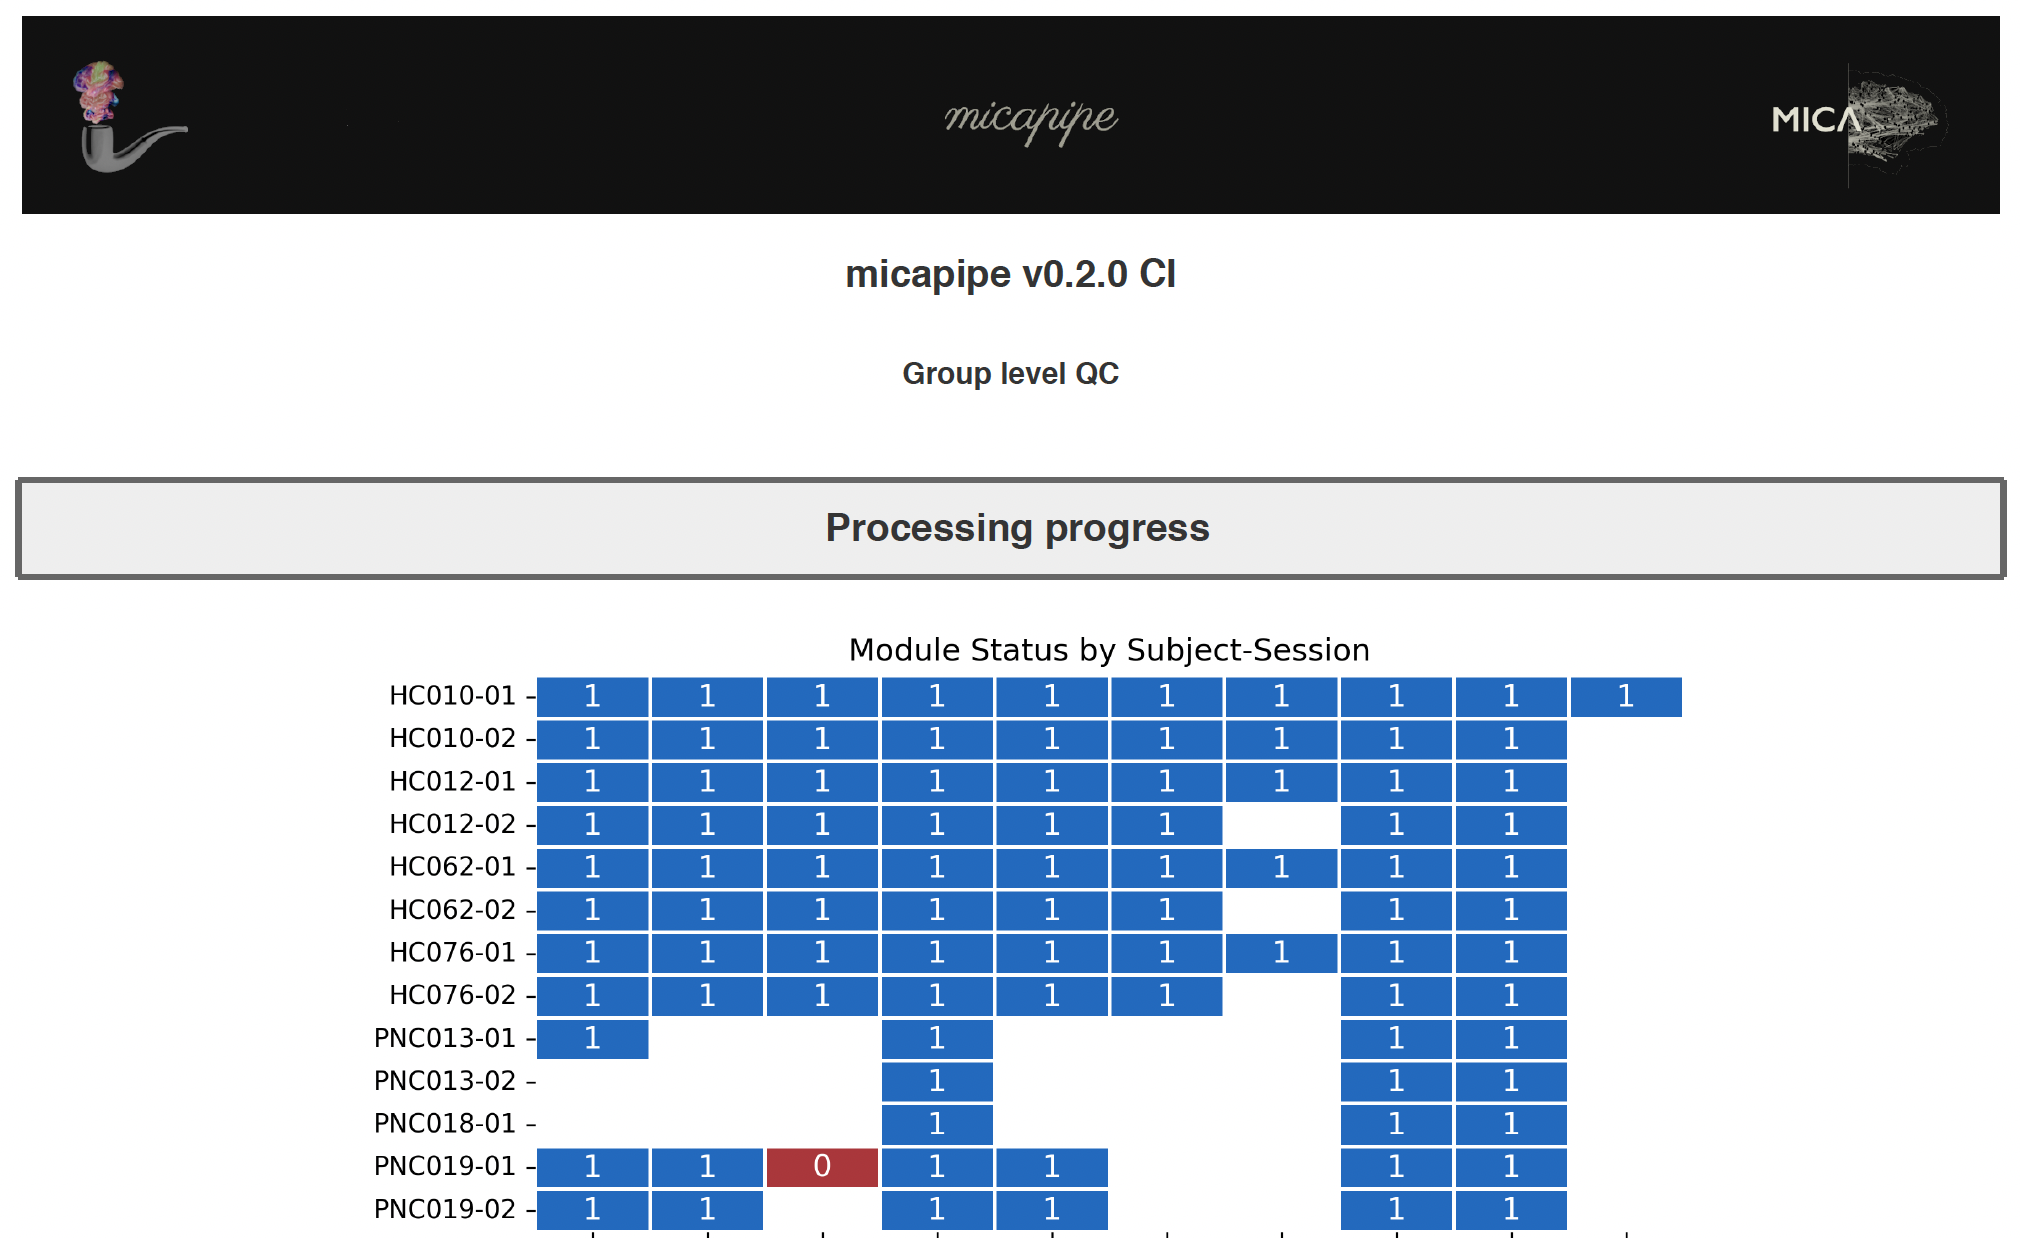 micapipe
MICA
micapipe v0.2.0 CI
Group level QC
Processing progress
Module Status by Subject-Session
HC010-01 1 1 1 1 1 1 1 1 1 1
HC010-02 1 1 1 1 1 1 1 1 1
HC012-01 1 1 1 1 1 1 1 1 1
HC012-02 1 1 1 1 1 1 1 1
HC062-01 1 1 1 1 1 1 1 1 1
HC062-02 1 1 1 1 1 1 1 1
HC076-01 1 1 1 1 1 1 1 1 1
HC076-02 1 1 1 1 1 1 1 1
PNC013-01 1 1 1 1
PNC013-02 1 1 1
PNC018-01 1 1 1
PNC019-01 1 1 0 1 1 1 1
PNC019-02 1 1 1 1 1 1